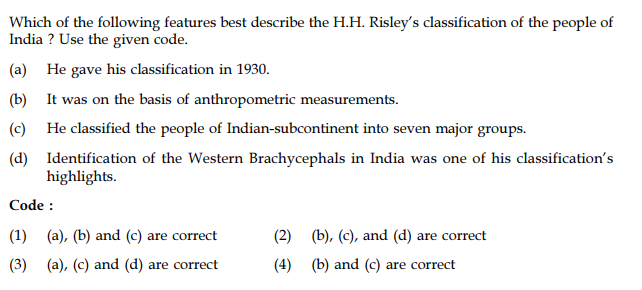 Which of the following features best describe the H.H. Risley's classification of the people of
India ? Use the given code.
(a) He gave his classification in 1930.
(b) It was on the basis of anthropometric measurements.
(c) He classified the people of Indian-subcontinent into seven major groups.
(d) Identification of the Western Brachycephals in India was one of his classification's
highlights.
Code :
(1) (a), (b) and (c) are correct (2) (b), (c), and (d) are correct
(3) (a), (c) and (d) are correct (4) (b) and (c) are correct